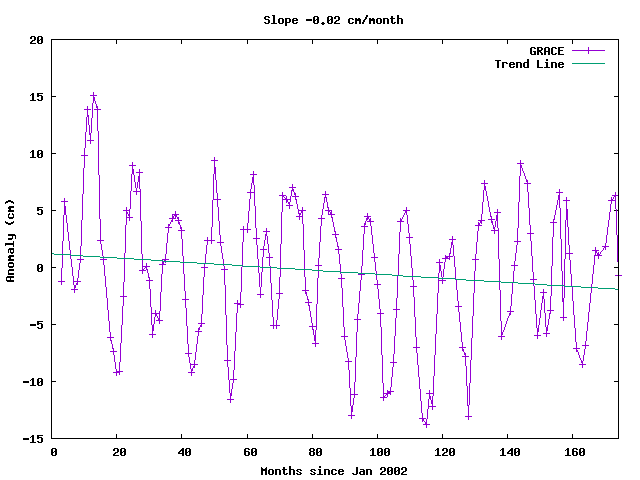 Slope -0.02 cm/month
GRACE
Trend Line
Anomaly (cm)
20
15
10
5
0
-5
-10
-15
0 20 40 60 80 100 120 140 160
Months since Jan 2002